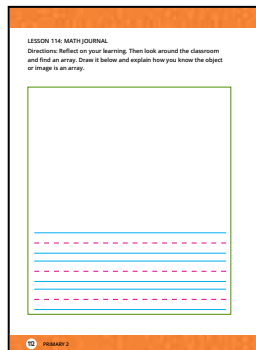 LESSON 114: MATH JOURNAL
Directions: Reflect on your learning. Then look around the classroom
and find an array. Draw it below and explain how you know the object
or image is an array.
112 PRIMARY 2